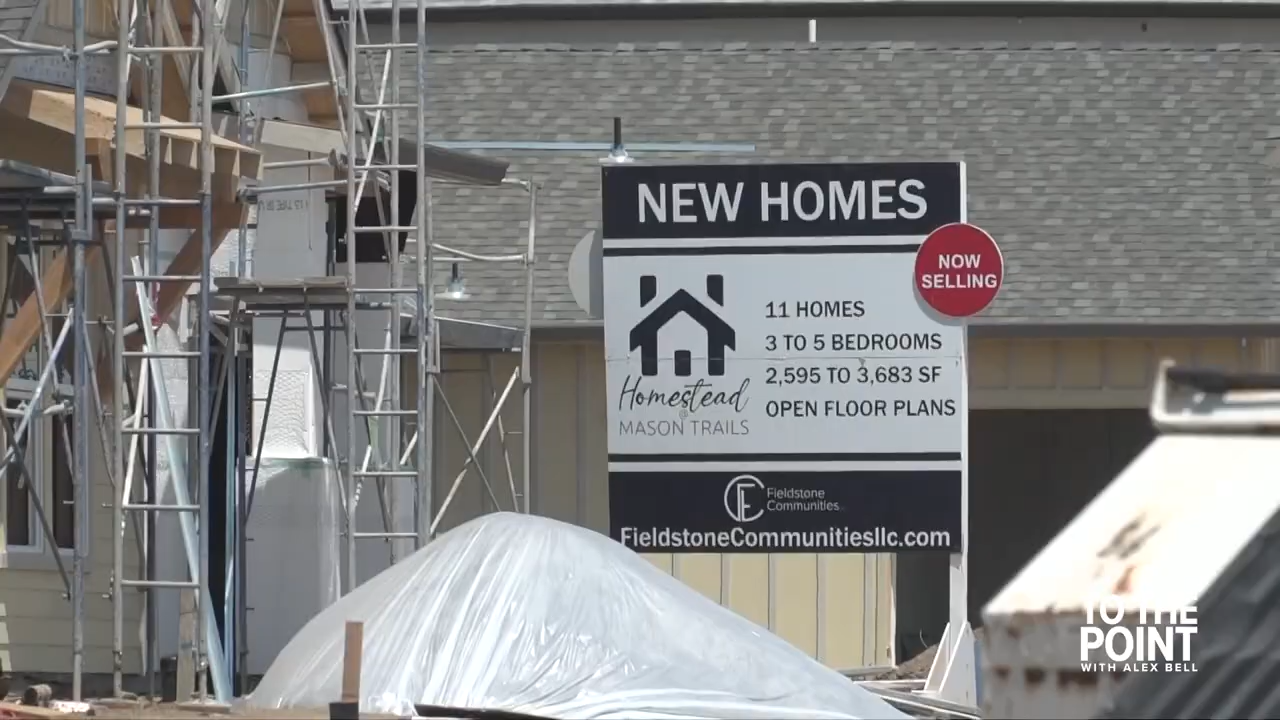 NEW HOMES
NOW
SELLING
11 HOMES
3 TO 5 BEDROOMS
2,595 TO 3,683 SF
OPEN FLOOR PLANS
Homestead
@
MASON TRAILS
Fieldstone
Communities
FieldstoneCommunitiesllc.com
TO THE
POINT
WITH ALEX BELL